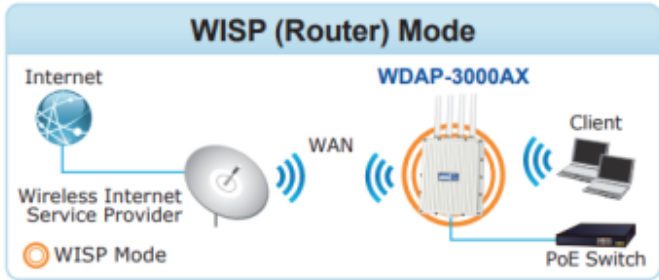 WISP (Router) Mode
Internet
WDAP-3000AX
WAN
Client
Wireless Internet
Service Provider
WISP Mode
PoE Switch